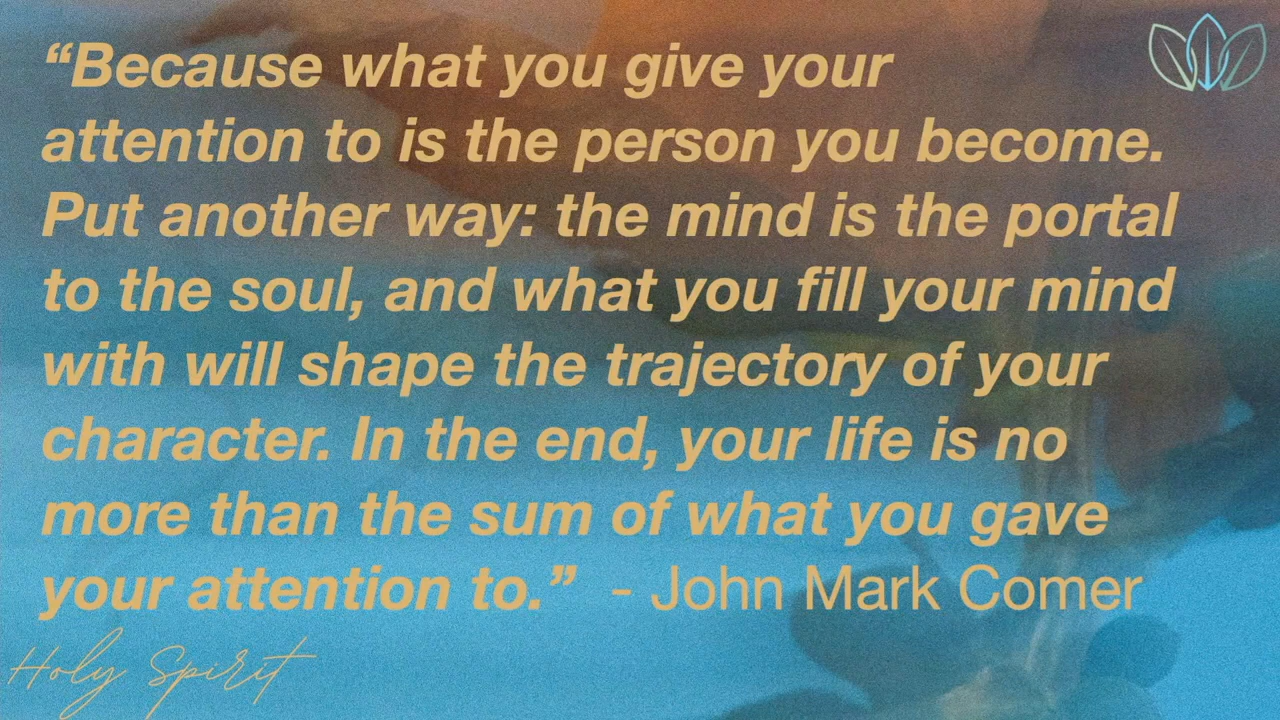 “Because what you give your
attention to is the person you become.
Put another way: the mind is the portal
to the soul, and what you fill your mind
with will shape the trajectory of your
character. In the end, your life is no
more than the sum of what you gave
your attention to.” - John Mark Comer
Holy Spirit